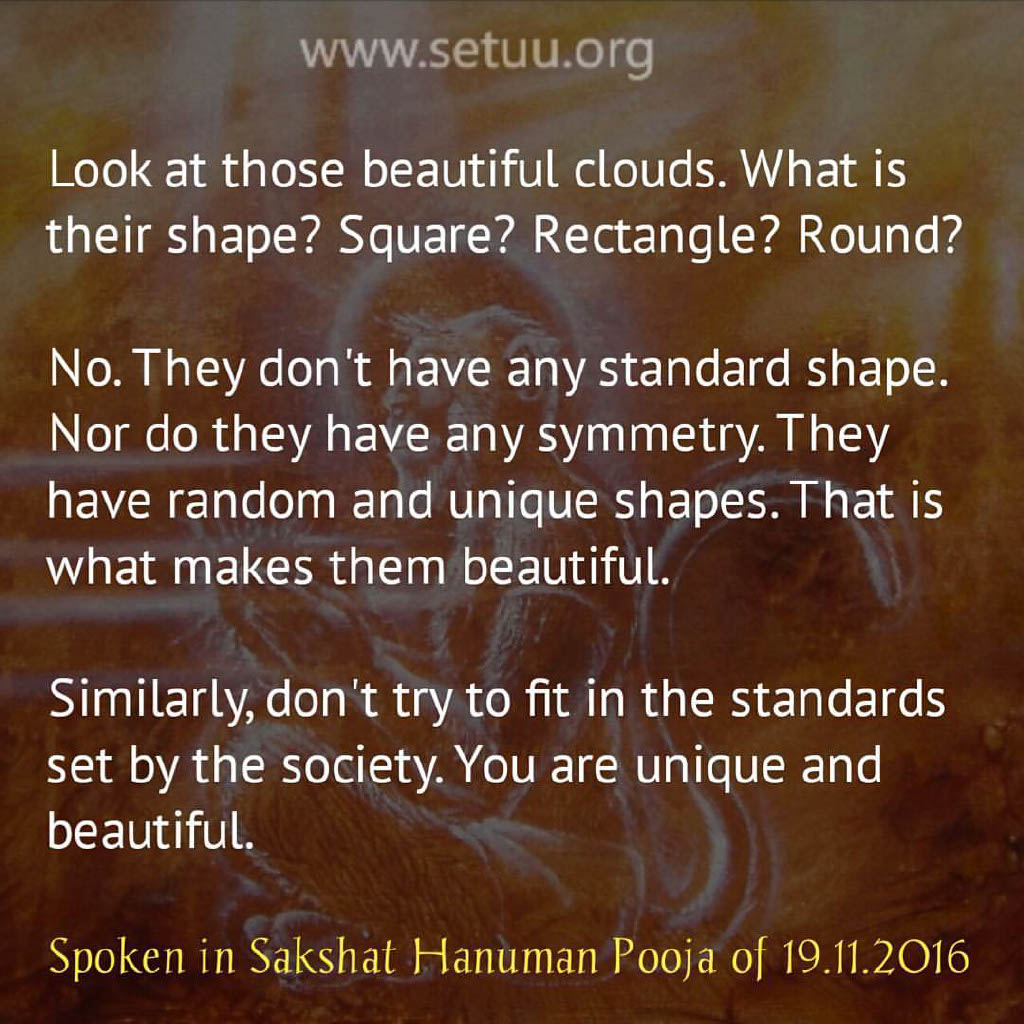 www.setuu.org
Look at those beautiful clouds. What is
their shape? Square? Rectangle? Round?
No. They don't have any standard shape.
Nor do they have any symmetry. They
have random and unique shapes. That is
what makes them beautiful.
Similarly, don't try to fit in the standards
set by the society. You are unique and
beautiful.
Spoken in Sakshat Hanuman Pooja of 19.11.2016